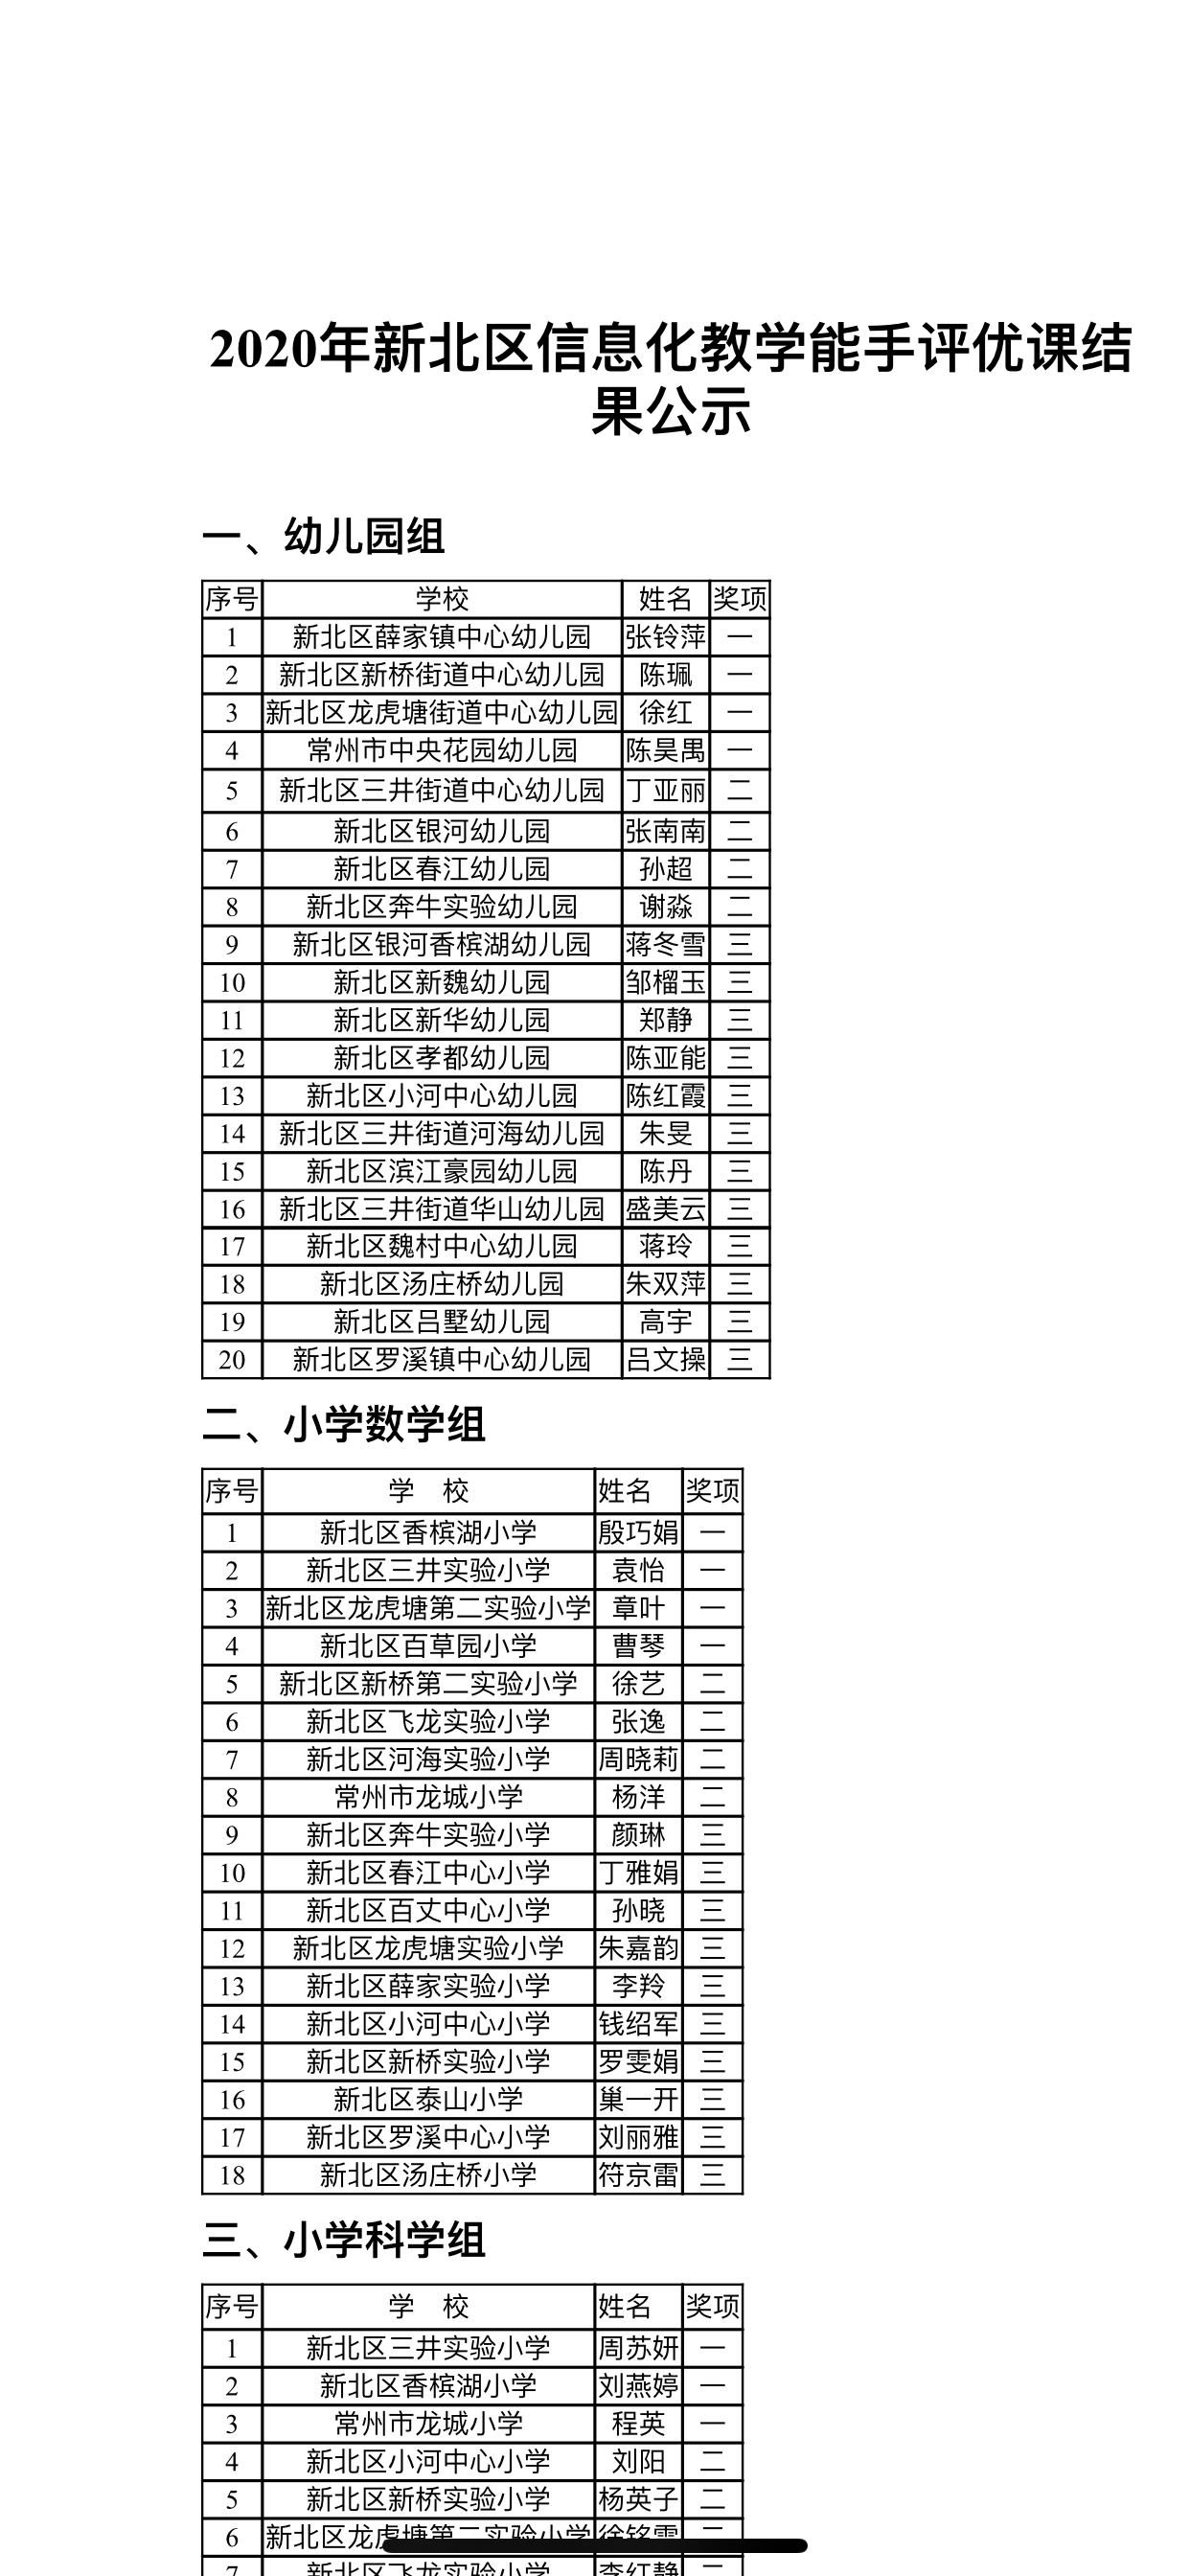 2020年新北区信息化教学能手评优课结
果公示
一、幼儿园组
序号 学校 姓名 奖项
1 新北区薛家镇中心幼儿园 张铃萍 一
2 新北区新桥街道中心幼儿园 陈珮 一
3 新北区龙虎塘街道中心幼儿园 徐红 一
4 常州市中央花园幼儿园 陈昊禺 一
5 新北区三井街道中心幼儿园 丁亚丽 二
6 新北区银河幼儿园 张南南 二
7 新北区春江幼儿园 孙超 二
8 新北区奔牛实验幼儿园 谢淼 二
9 新北区银河香槟湖幼儿园 蒋冬雪 三
10 新北区新魏幼儿园 邹榴玉 三
11 新北区新华幼儿园 郑静 三
12 新北区孝都幼儿园 陈亚能 三
13 新北区小河中心幼儿园 陈红霞 三
14 新北区三井街道河海幼儿园 朱旻 三
15 新北区滨江豪园幼儿园 陈丹 三
16 新北区三井街道华山幼儿园 盛美云 三
17 新北区魏村中心幼儿园 蒋玲 三
18 新北区汤庄桥幼儿园 朱双萍 三
19 新北区吕墅幼儿园 高宇 三
20 新北区罗溪镇中心幼儿园 吕文操 三
二、小学数学组
序号 学 校 姓名 奖项
1 新北区香槟湖小学 殷巧娟 一
2 新北区三井实验小学 袁怡 一
3 新北区龙虎塘第二实验小学 章叶 一
4 新北区百草园小学 曹琴 一
5 新北区新桥第二实验小学 徐艺 二
6 新北区飞龙实验小学 张逸 二
7 新北区河海实验小学 周晓莉 二
8 常州市龙城小学 杨洋 二
9 新北区奔牛实验小学 颜琳 三
10 新北区春江中心小学 丁雅娟 三
11 新北区百丈中心小学 孙晓 三
12 新北区龙虎塘实验小学 朱嘉韵 三
13 新北区薛家实验小学 李羚 三
14 新北区小河中心小学 钱绍军 三
15 新北区新桥实验小学 罗雯娟 三
16 新北区泰山小学 巢一开 三
17 新北区罗溪中心小学 刘丽雅 三
18 新北区汤庄桥小学 符京雷 三
三、小学科学组
序号 学 校 姓名 奖项
1 新北区三井实验小学 周苏妍 一
2 新北区香槟湖小学 刘燕婷 一
3 常州市龙城小学 程英 一
4 新北区小河中心小学 刘阳 二
5 新北区新桥实验小学 杨英子 二
6 新北区龙虎塘第二实验小学
7 新北区飞龙实验小学